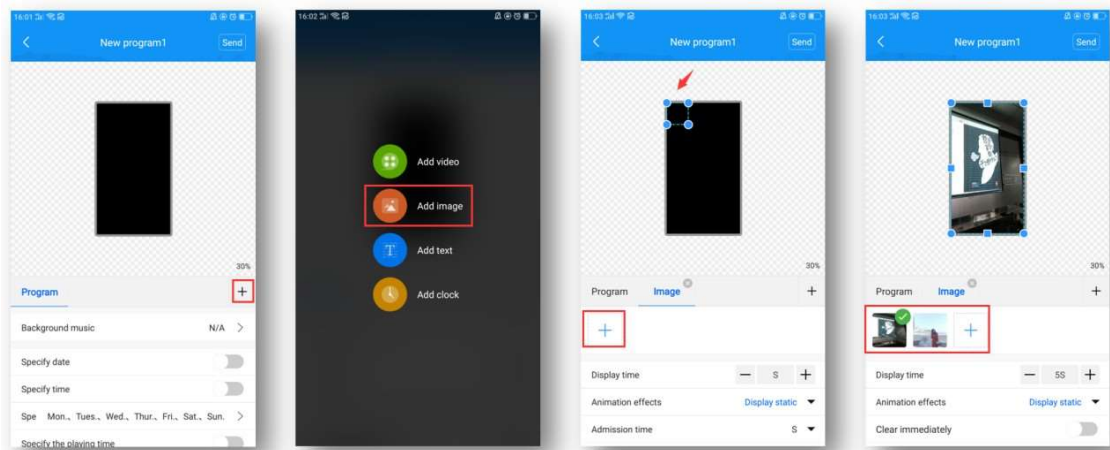 16:01
New program1
Send
30%
Program
+
Background music N/A >
Specify date
Specify time
Spe Mon.、Tues.、Wed.、Thur.、Fri.、Sat.、Sun. >
Specify the playing time
16:02
Add video
Add image
T Add text
Add clock
16:03
New program1
Send
30%
Program Image +
+
Display time — S +
Animation effects Display static
Admission time S
16:03
New program1
Send
30%
Program Image +
+
Display time — 5S +
Animation effects Display static
Clear immediately